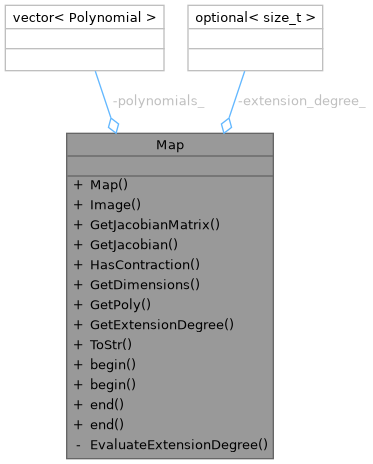 vector< Polynomial >
optional< size_t >
-polynomials_
-extension_degree_
Map
+ Map()
+ Image()
+ GetJacobianMatrix()
+ GetJacobian()
+ HasContraction()
+ GetDimensions()
+ GetPoly()
+ GetExtensionDegree()
+ ToStr()
+ begin()
+ begin()
+ end()
+ end()
- EvaluateExtensionDegree()